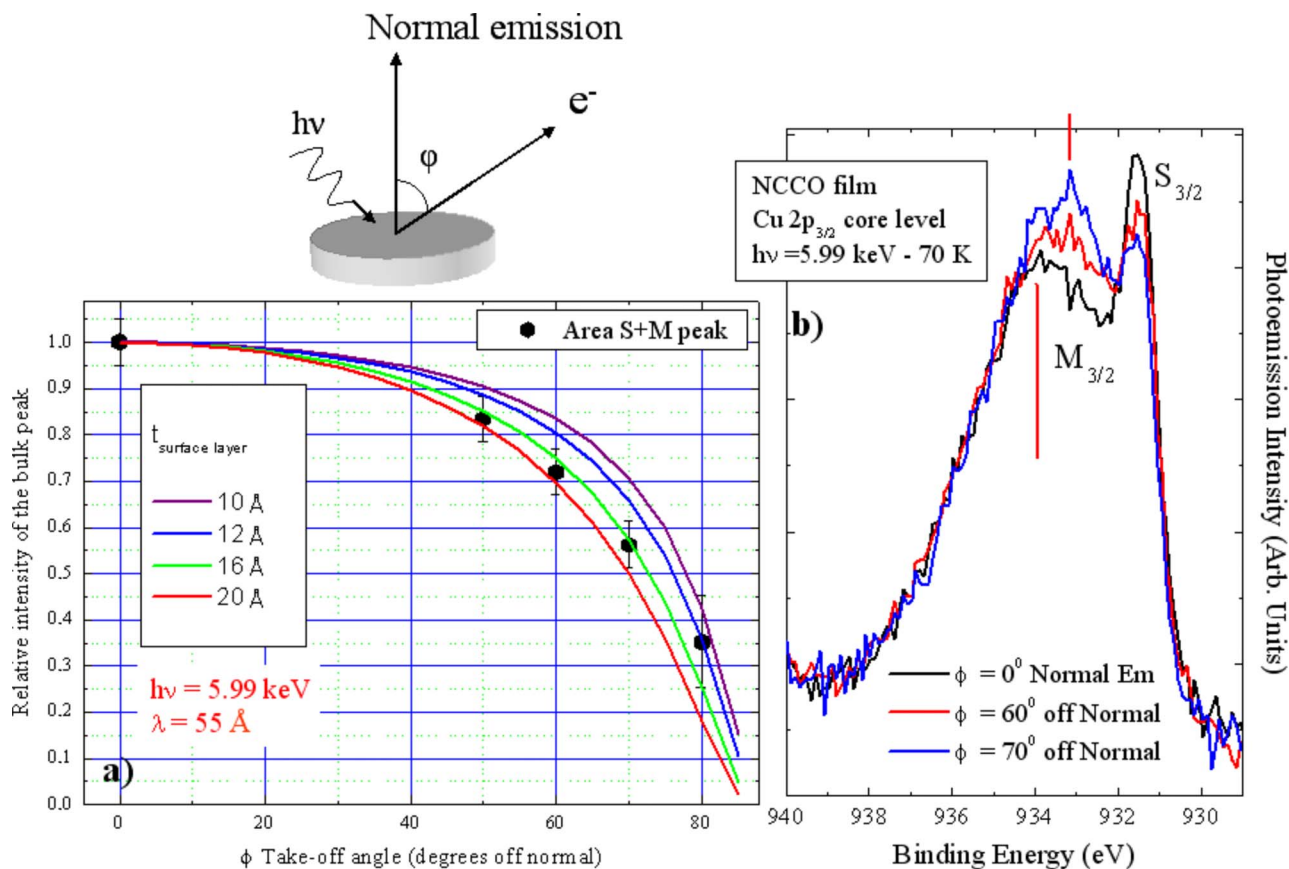 Normal emission
hν
φ
e-
Area S+M peak
Relative intensity of the bulk peak
1.0
0.9
0.8
0.7
0.6
0.5
0.4
0.3
0.2
0.1
0.0
t surface layer
10 Å
12 Å
16 Å
20 Å
hν = 5.99 keV
λ = 55 Å
a)
0
20
40
60
80
ϕ Take-off angle (degrees off normal)
NCCO film
Cu 2p3/2 core level
hν =5.99 keV - 70 K
S3/2
b)
M3/2
ϕ = 0⁰ Normal Em
ϕ = 60⁰ off Normal
ϕ = 70⁰ off Normal
940
938
936
934
932
930
Binding Energy (eV)
Photoemission Intensity (Arb. Units)